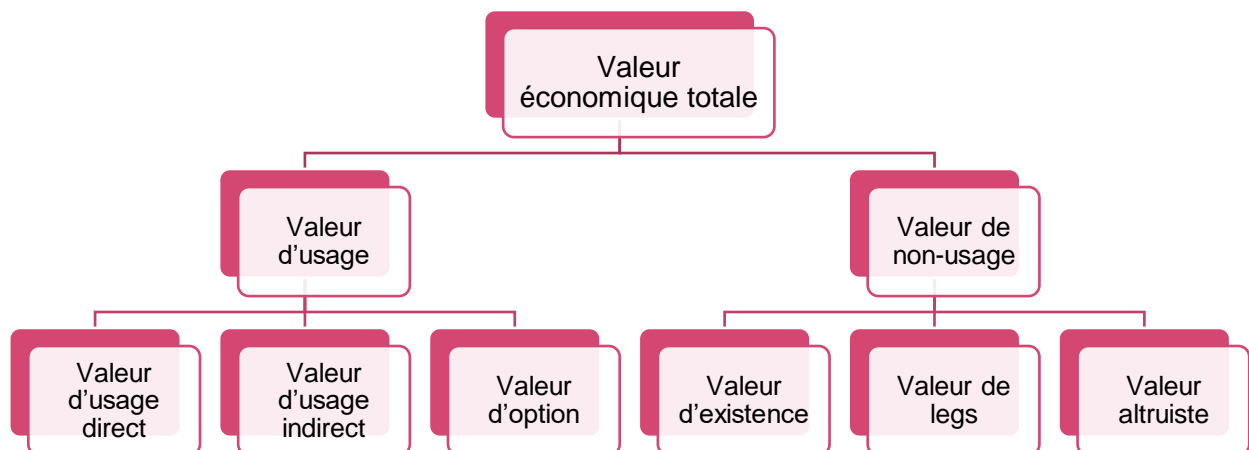 Valeur
économique totale
Valeur
d’usage
Valeur de
non-usage
Valeur
d’usage
direct
Valeur
d’usage
indirect
Valeur
d’option
Valeur
d’existence
Valeur de
legs
Valeur
altruiste